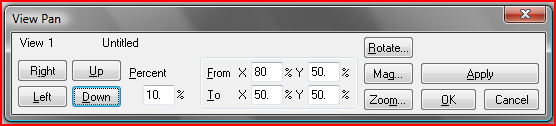 View Pan
View 1 Untitled
Rotate...
Right Up Percent From X 80 % Y 50. %
Mag... Apply
Left Down 10. % To X 50. % Y 50. %
Zoom... OK Cancel